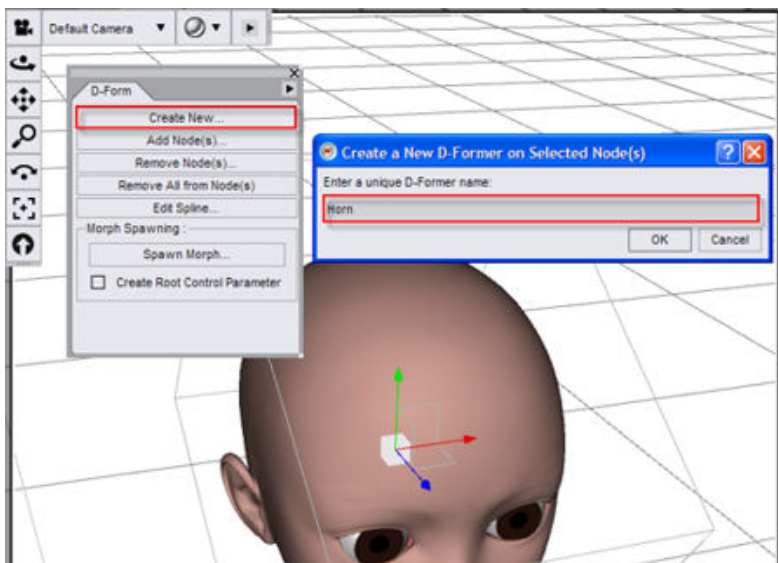 Default Camera
D-Form
Create New...
Add Node(s)...
Remove Node(s)...
Remove All from Node(s)
Edit Spline...
Morph Spawning :
Spawn Morph...
Create Root Control Parameter
Create a New D-Former on Selected Node(s)
Enter a unique D-Former name:
Horn
OK
Cancel